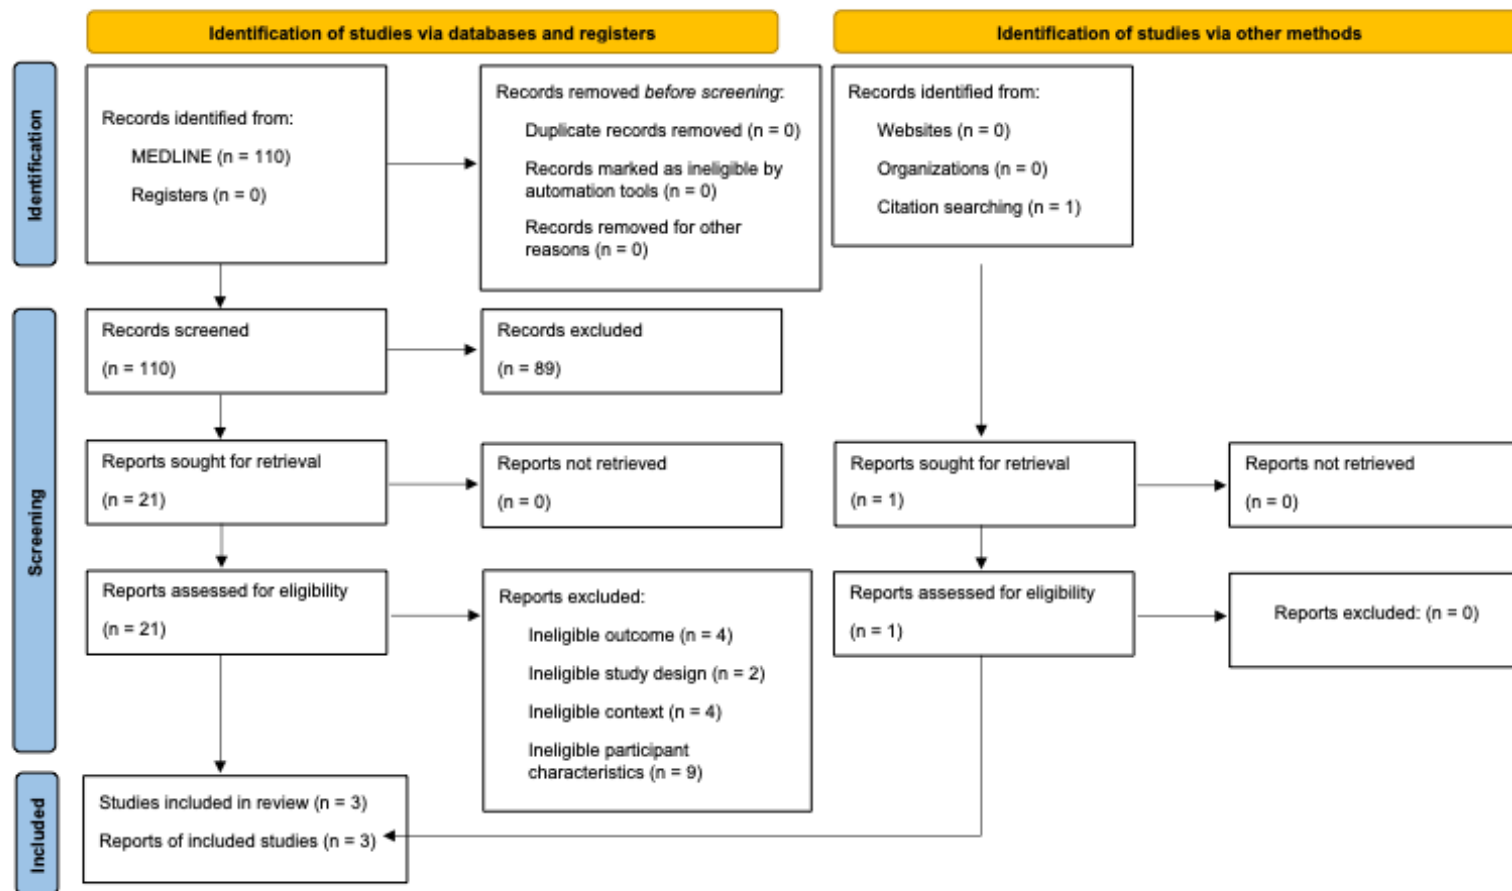 Identification of studies via databases and registers
Identification of studies via other methods
Identification
Records identified from:
MEDLINE (n = 110)
Registers (n = 0)
Records removed before screening:
Duplicate records removed (n = 0)
Records marked as ineligible by
automation tools (n = 0)
Records removed for other
reasons (n = 0)
Records identified from:
Websites (n = 0)
Organizations (n = 0)
Citation searching (n = 1)
Screening
Records screened
(n = 110)
Records excluded
(n = 89)
Reports sought for retrieval
(n = 21)
Reports not retrieved
(n = 0)
Reports sought for retrieval
(n = 1)
Reports not retrieved
(n = 0)
Reports assessed for eligibility
(n = 21)
Reports excluded:
Ineligible outcome (n = 4)
Ineligible study design (n = 2)
Ineligible context (n = 4)
Ineligible participant
characteristics (n = 9)
Reports assessed for eligibility
(n = 1)
Reports excluded: (n = 0)
Included
Studies included in review (n = 3)
Reports of included studies (n = 3)